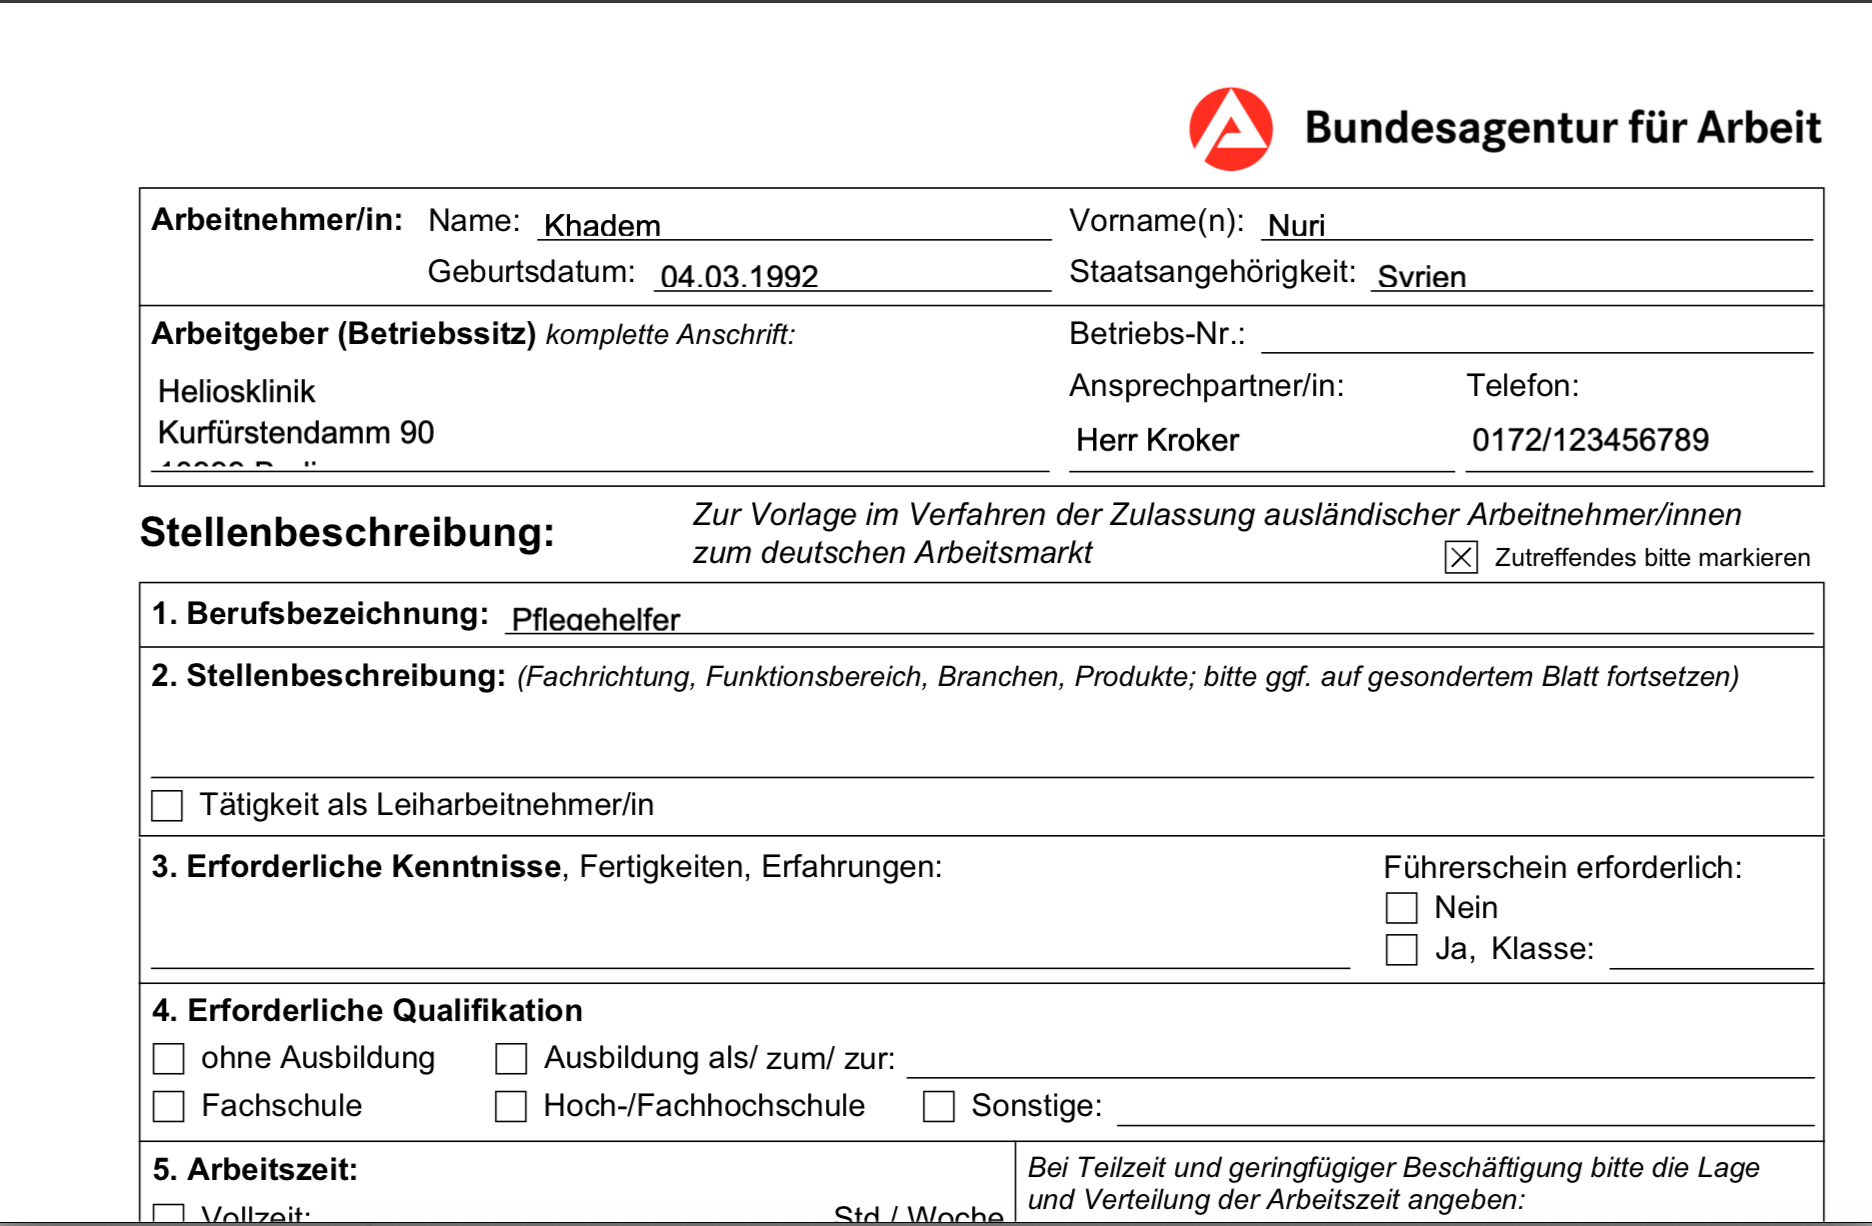 Bundesagentur für Arbeit
Arbeitnehmer/in: Name: Khadem Vorname(n): Nuri
Geburtsdatum: 04.03.1992 Staatsangehörigkeit: Syrien
Arbeitgeber (Betriebssitz) komplette Anschrift: Betriebs-Nr.:
Ansprechpartner/in: Telefon:
Helioskliník
Kurfürstendamm 90
Herr Kroker 0172/123456789
Stellenbeschreibung: Zur Vorlage im Verfahren der Zulassung ausländischer Arbeitnehmer/innen
zum deutschen Arbeitsmarkt
Zutreffendes bitte markieren
1. Berufsbezeichnung: Pflegehelfer
2. Stellenbeschreibung: (Fachrichtung, Funktionsbereich, Branchen, Produkte; bitte ggf. auf gesondertem Blatt fortsetzen)
Tätigkeit als Leiharbeitnehmer/in
3. Erforderliche Kenntnisse, Fertigkeiten, Erfahrungen: Führerschein erforderlich:
Nein
Ja, Klasse:
4. Erforderliche Qualifikation
ohne Ausbildung Ausbildung als/ zum/ zur:
Fachschule Hoch-/Fachhochschule Sonstige:
5. Arbeitszeit: Bei Teilzeit und geringfügiger Beschäftigung bitte die Lage
und Verteilung der Arbeitszeit angeben:
Vollzeit: Std./ Woche